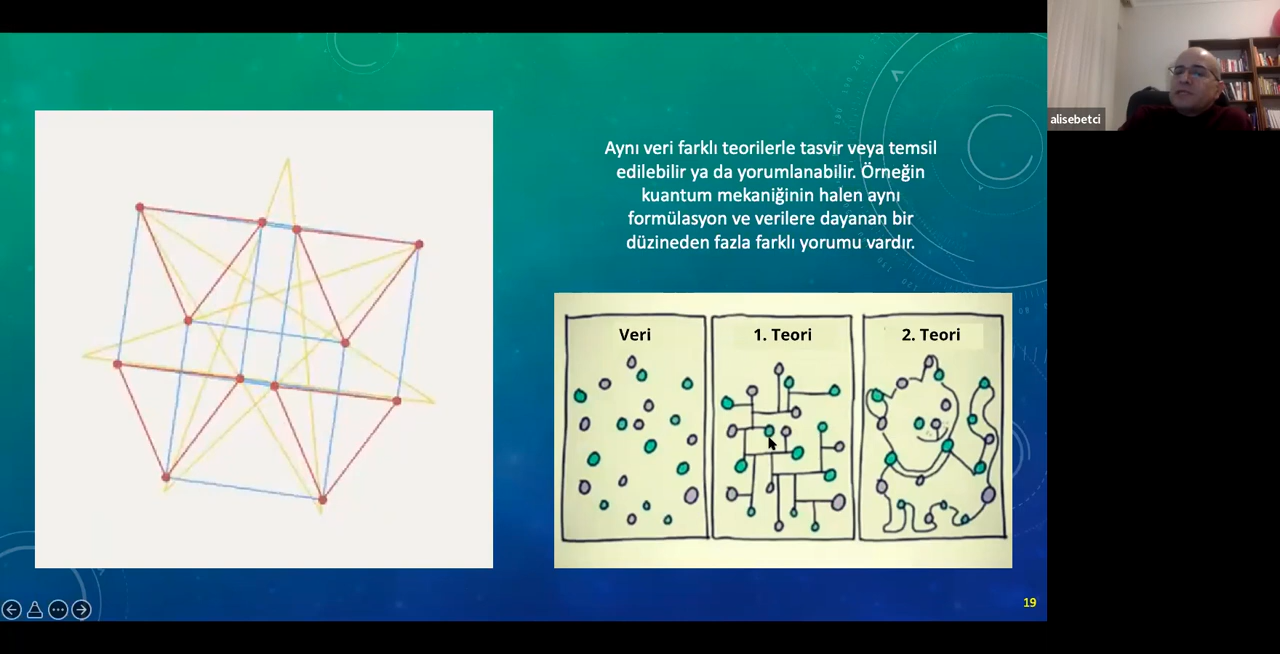 alisebetci
Aynı veri farklı teorilerle tasvir veya temsil
edilebilir ya da yorumlanabilir. Örneğin
kuantum mekaniğinin halen aynı
formülasyon ve verilere dayanan bir
düzineden fazla farklı yorumu vardır.
Veri
1. Teori
2. Teori
19